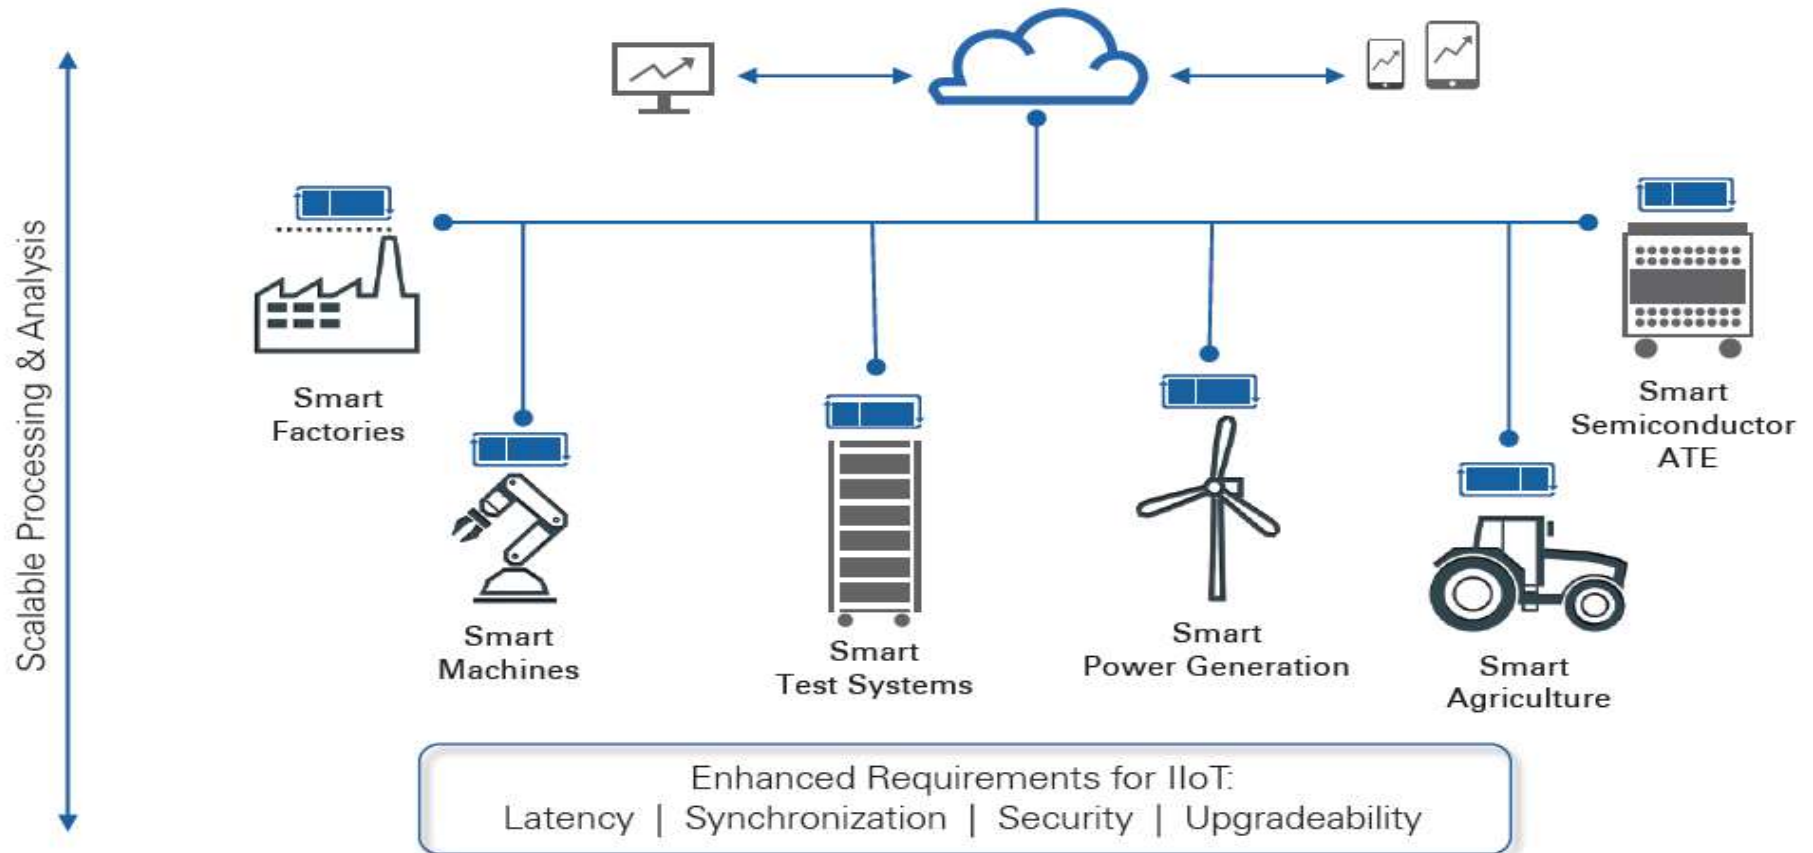 Scalable Processing & Analysis
Smart
Factories
Smart
Machines
Smart
Test Systems
Smart
Power Generation
Smart
Agriculture
Smart
Semiconductor
ATE
Enhanced Requirements for IIoT:
Latency | Synchronization | Security | Upgradeability